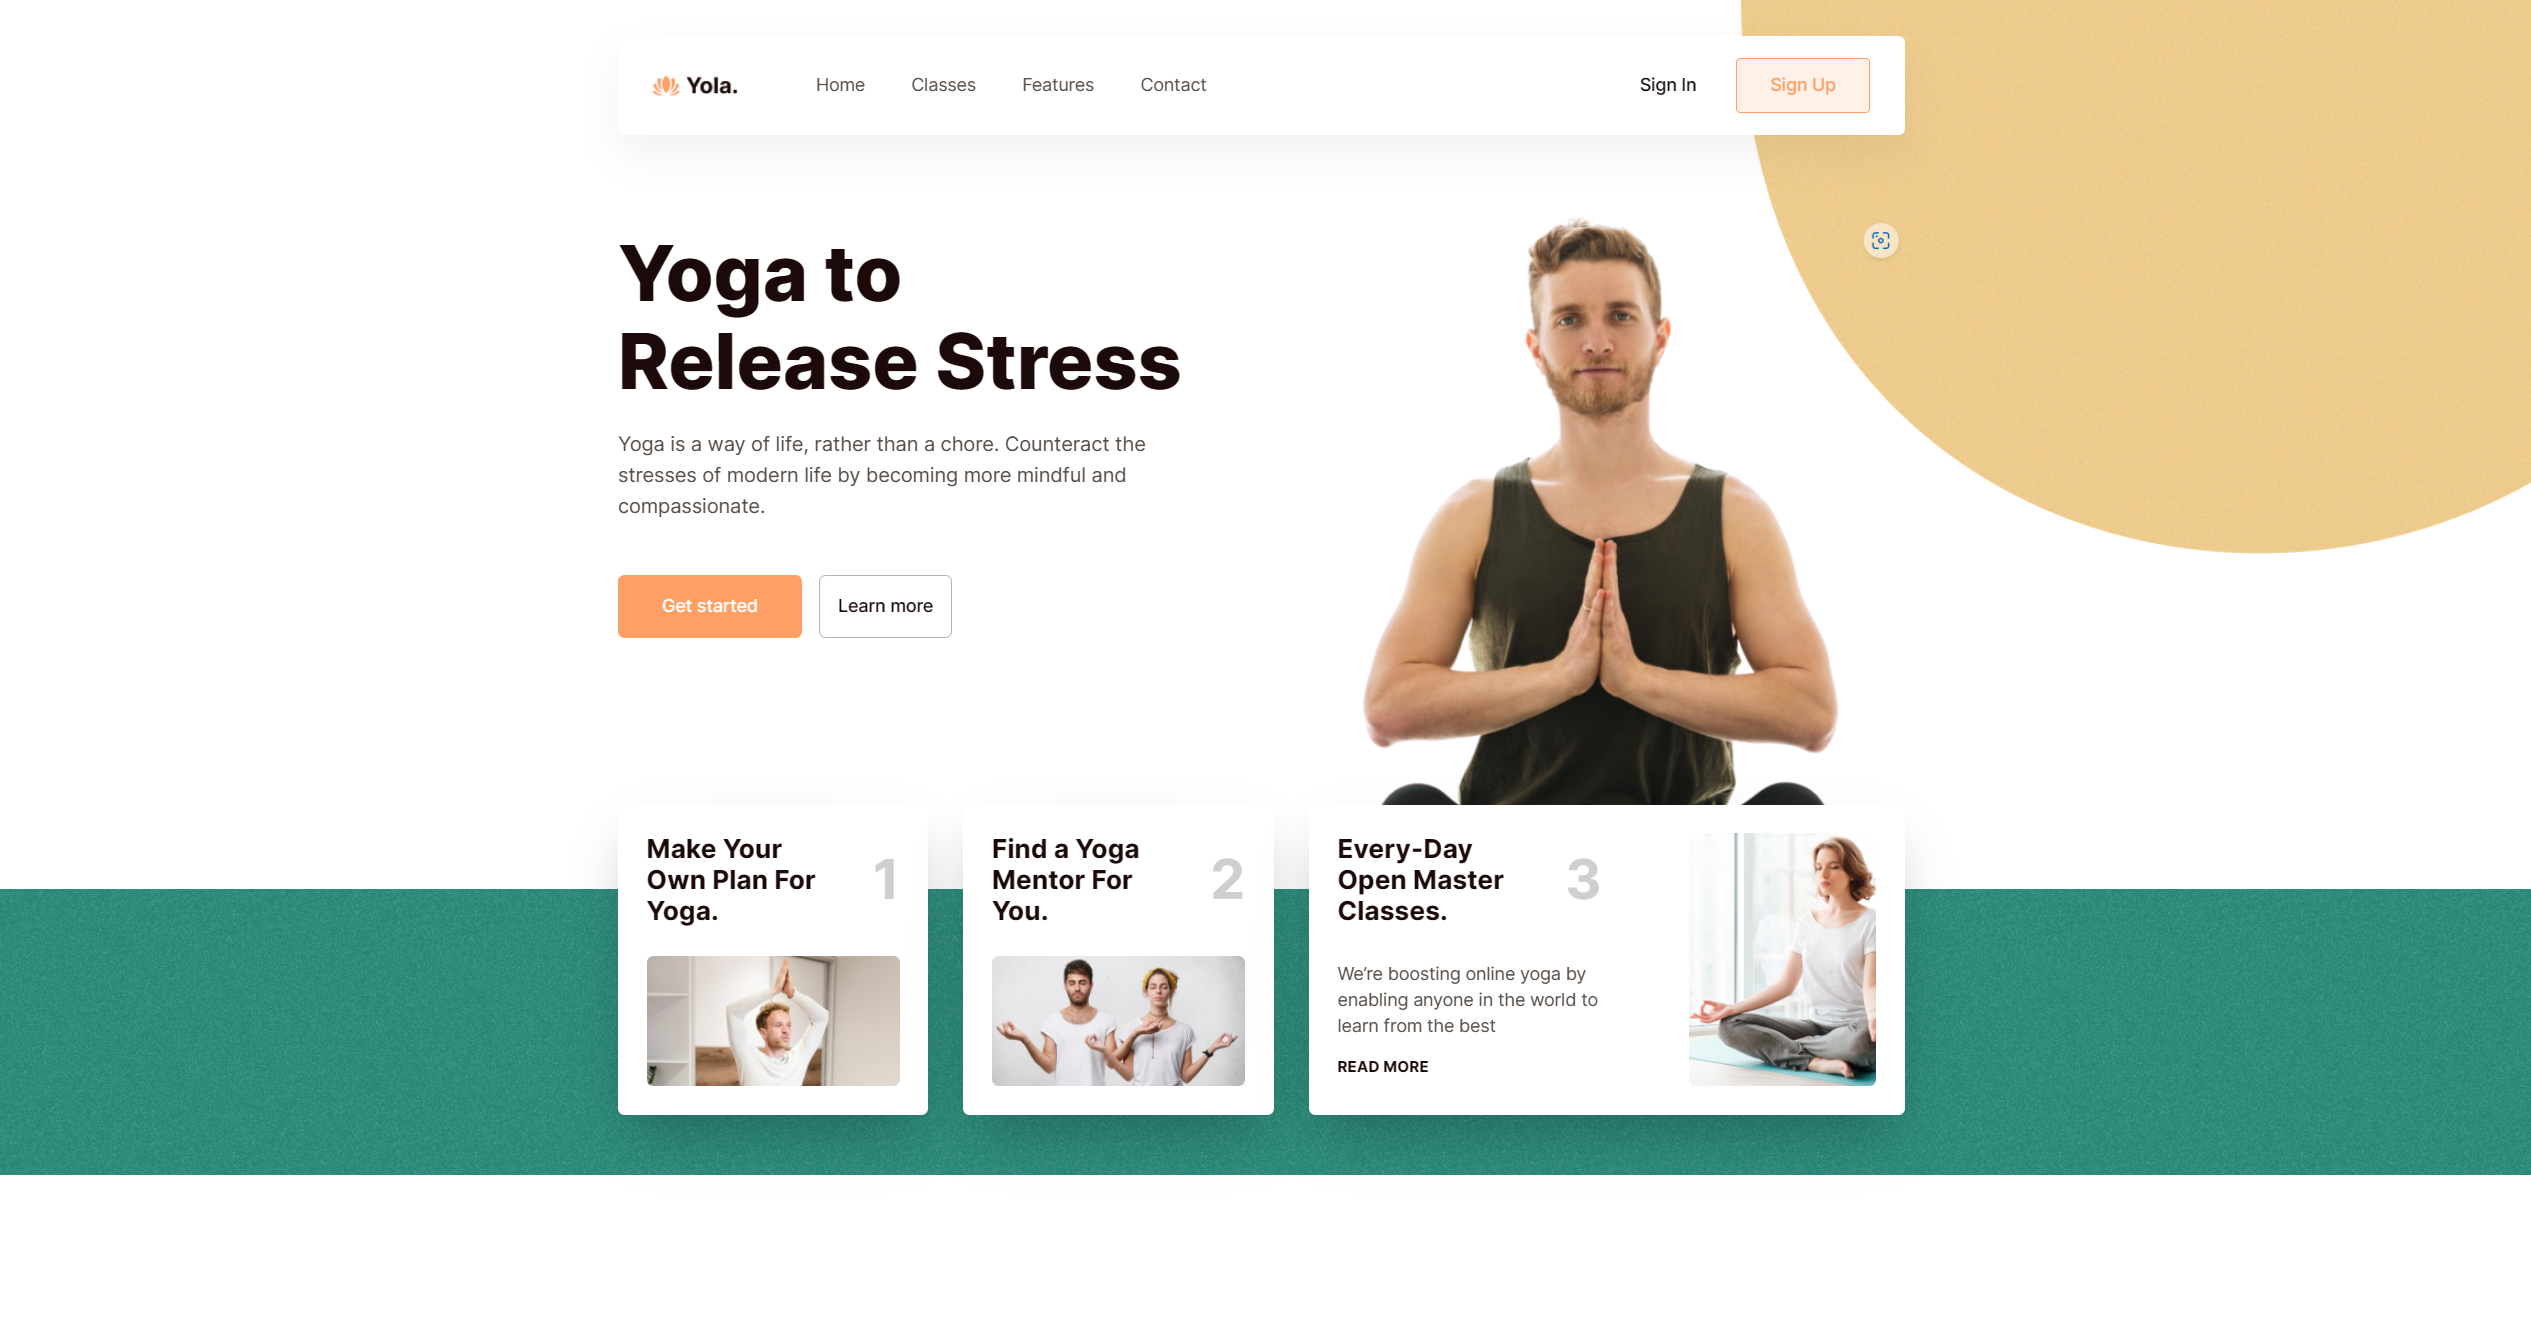 Yola.
Home
Classes
Features
Contact
Sign In
Sign Up
Yoga to
Release Stress
Yoga is a way of life, rather than a chore. Counteract the
stresses of modern life by becoming more mindful and
compassionate.
Get started
Learn more
Make Your
Own Plan For
Yoga.
1
Find a Yoga
Mentor For
You.
2
Every-Day
Open Master
Classes.
3
We’re boosting online yoga by
enabling anyone in the world to
learn from the best
READ MORE